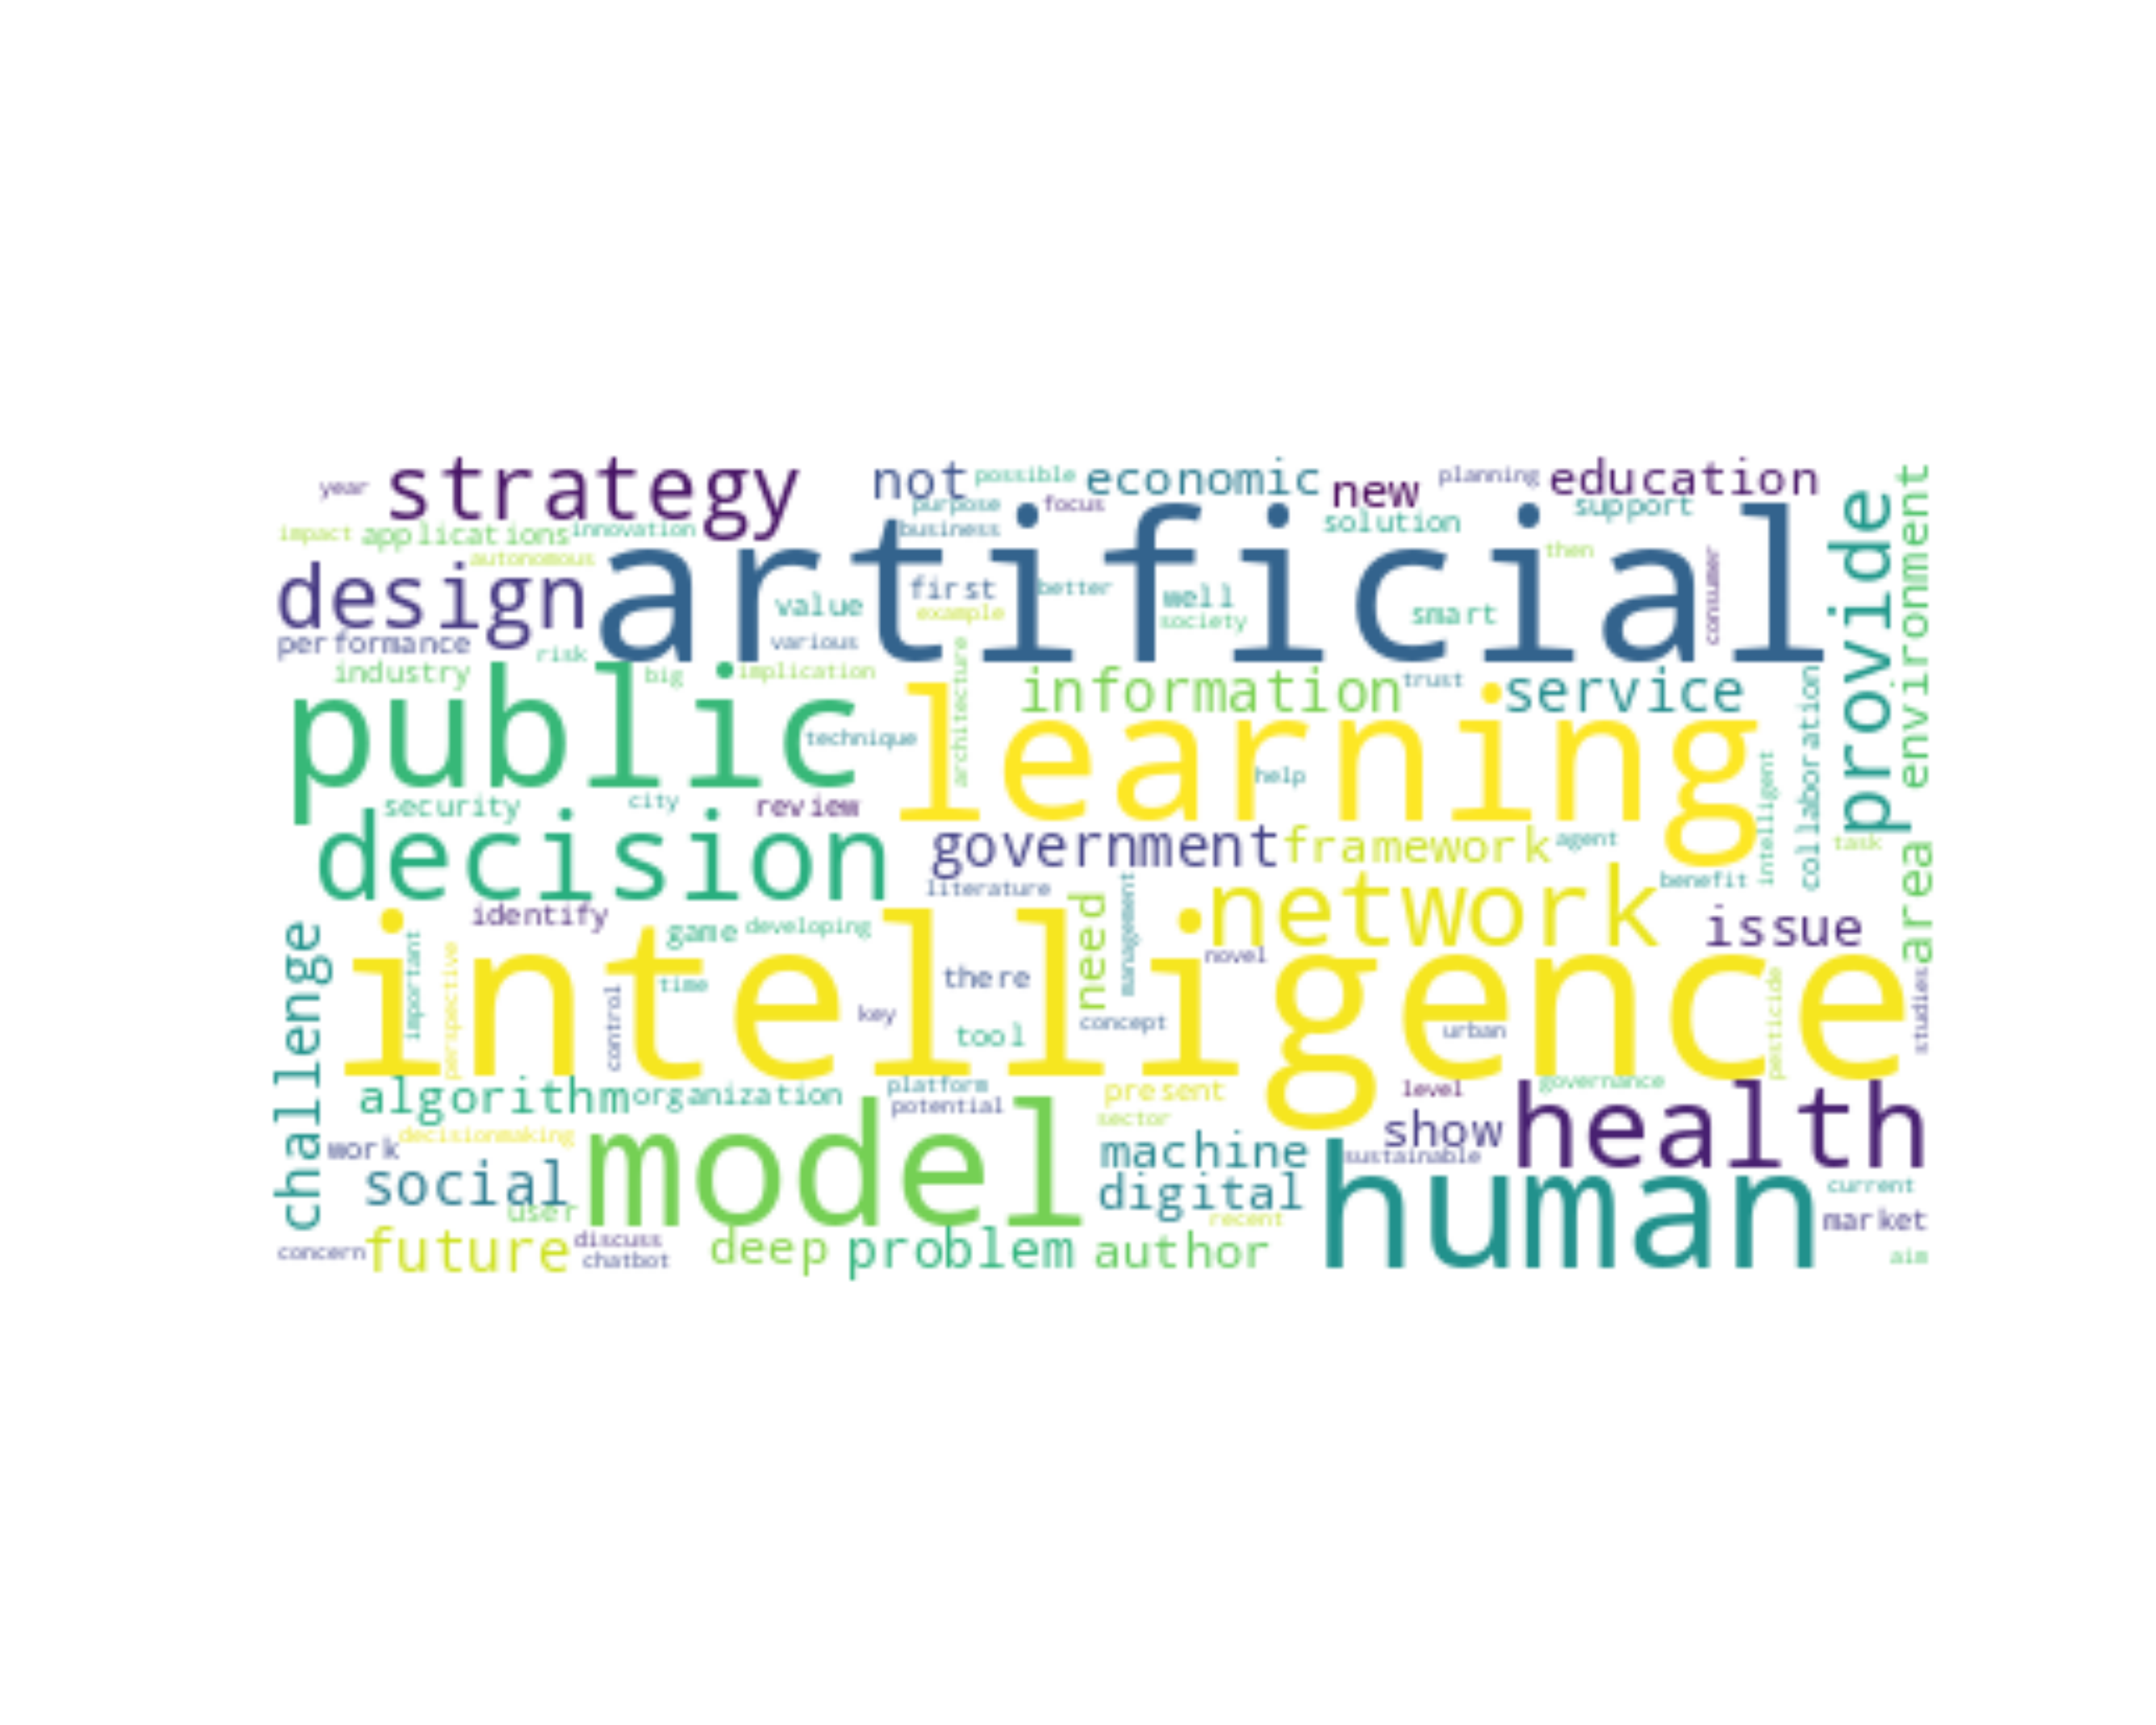 strategy not possible economic new planning education
year purpose focus solution support
impact applications innovation business
autonomous artificial then consumer provide environment
design first better well smart
value example society
performance various
risk
industry big implication information trust service
public technique architecture learning collaboration
help intelligent
security city review
decision government framework agent task
literature network benefit area
challenge identify game developing need management issue
important perspective intelligence there novel
time control key tool concept urban pesticide studies
algorithm organization platform present level governance
potential sector show health
work decisionmaking model machine sustainable
social digital human current
user recent market
concern future discuss deep problem author aim
chatbot